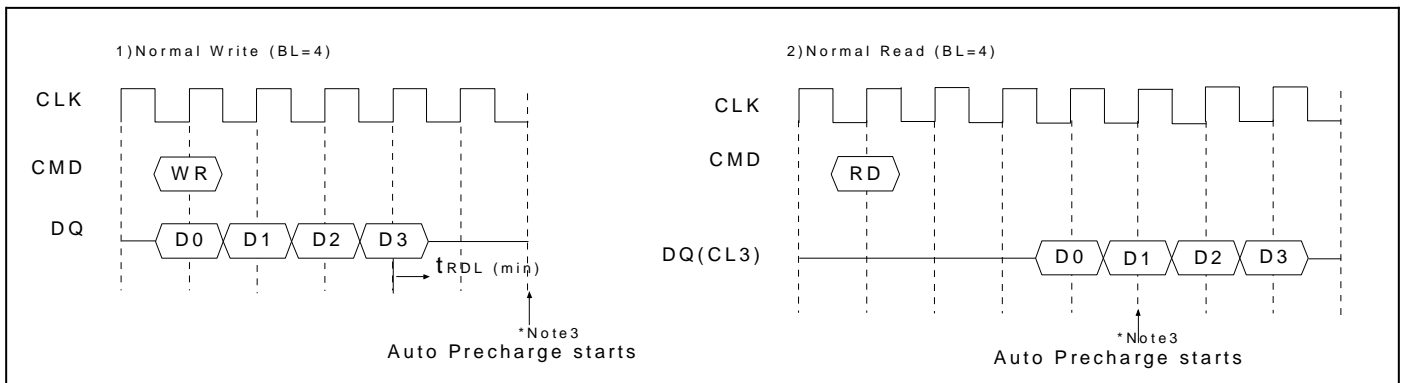 1)Normal Write (BL=4)
CLK
CMD
WR
DQ
D0 D1 D2 D3
tRDL (min)
*Note3
Auto Precharge starts
2)Normal Read (BL=4)
CLK
CMD
RD
DQ(CL3)
D0 D1 D2 D3
*Note3
Auto Precharge starts